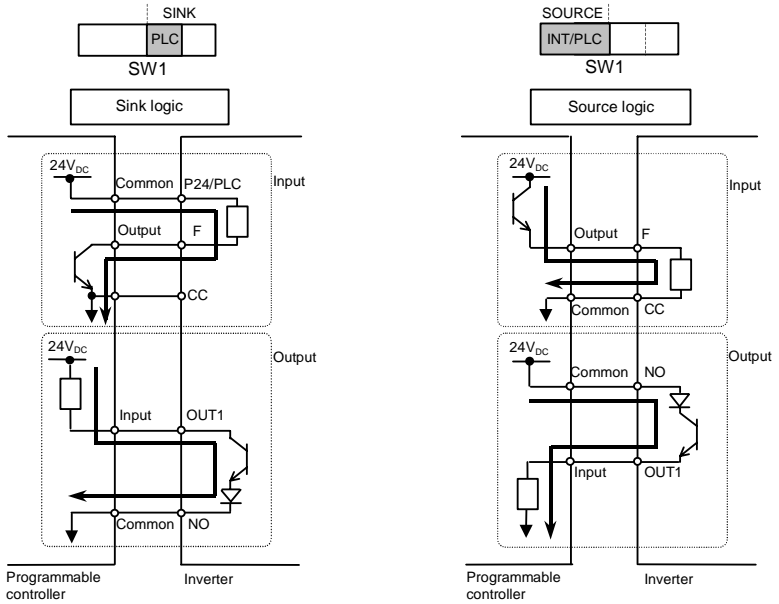 SINK
PLC
SW1
Sink logic
24VDC
Common
P24/PLC
Input
Output
F
CC
24VDC
Output
Input
OUT1
Common
NO
Programmable
controller
Inverter
SOURCE
INT/PLC
SW1
Source logic
24VDC
Input
Output
F
Common
CC
24VDC
Output
Common
NO
Input
OUT1
Programmable
controller
Inverter